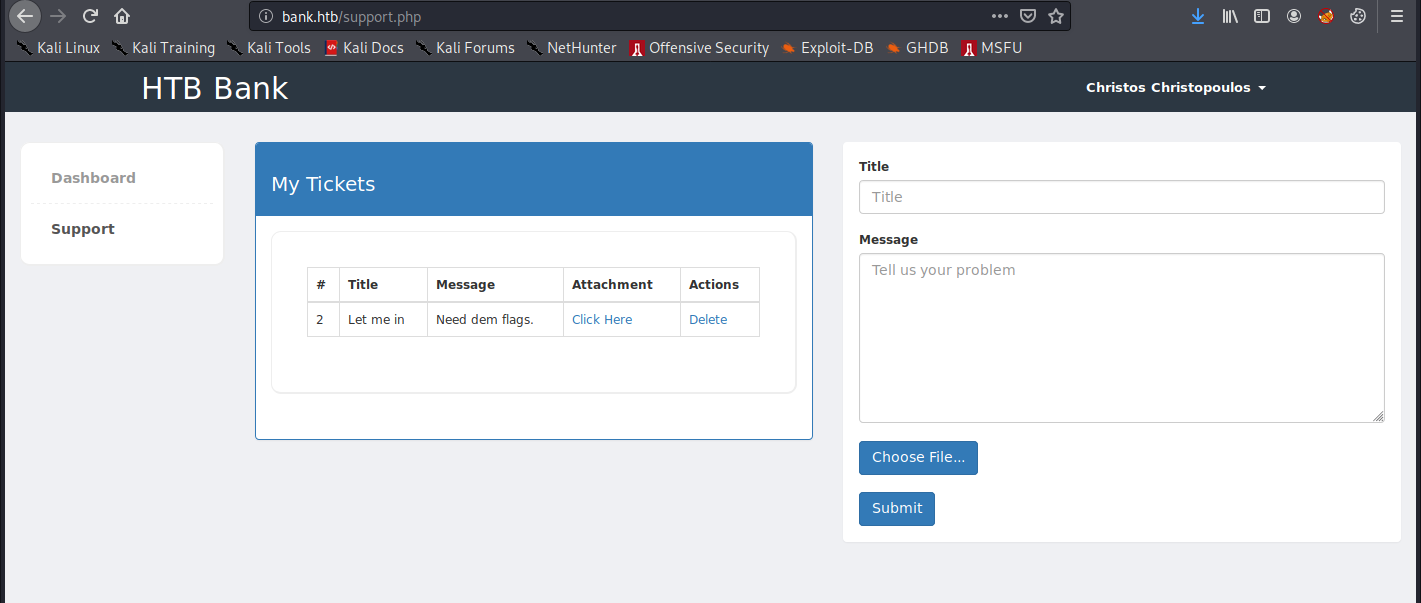 bank.htb/support.php
Kali Linux Kali Training Kali Tools Kali Docs Kali Forums NetHunter Offensive Security Exploit-DB GHDB MSFU
HTB Bank
Christos Christopoulos
Dashboard
Support
My Tickets
# Title Message Attachment Actions
2 Let me in Need dem flags. Click Here Delete
Title
Title
Message
Tell us your problem
Choose File...
Submit